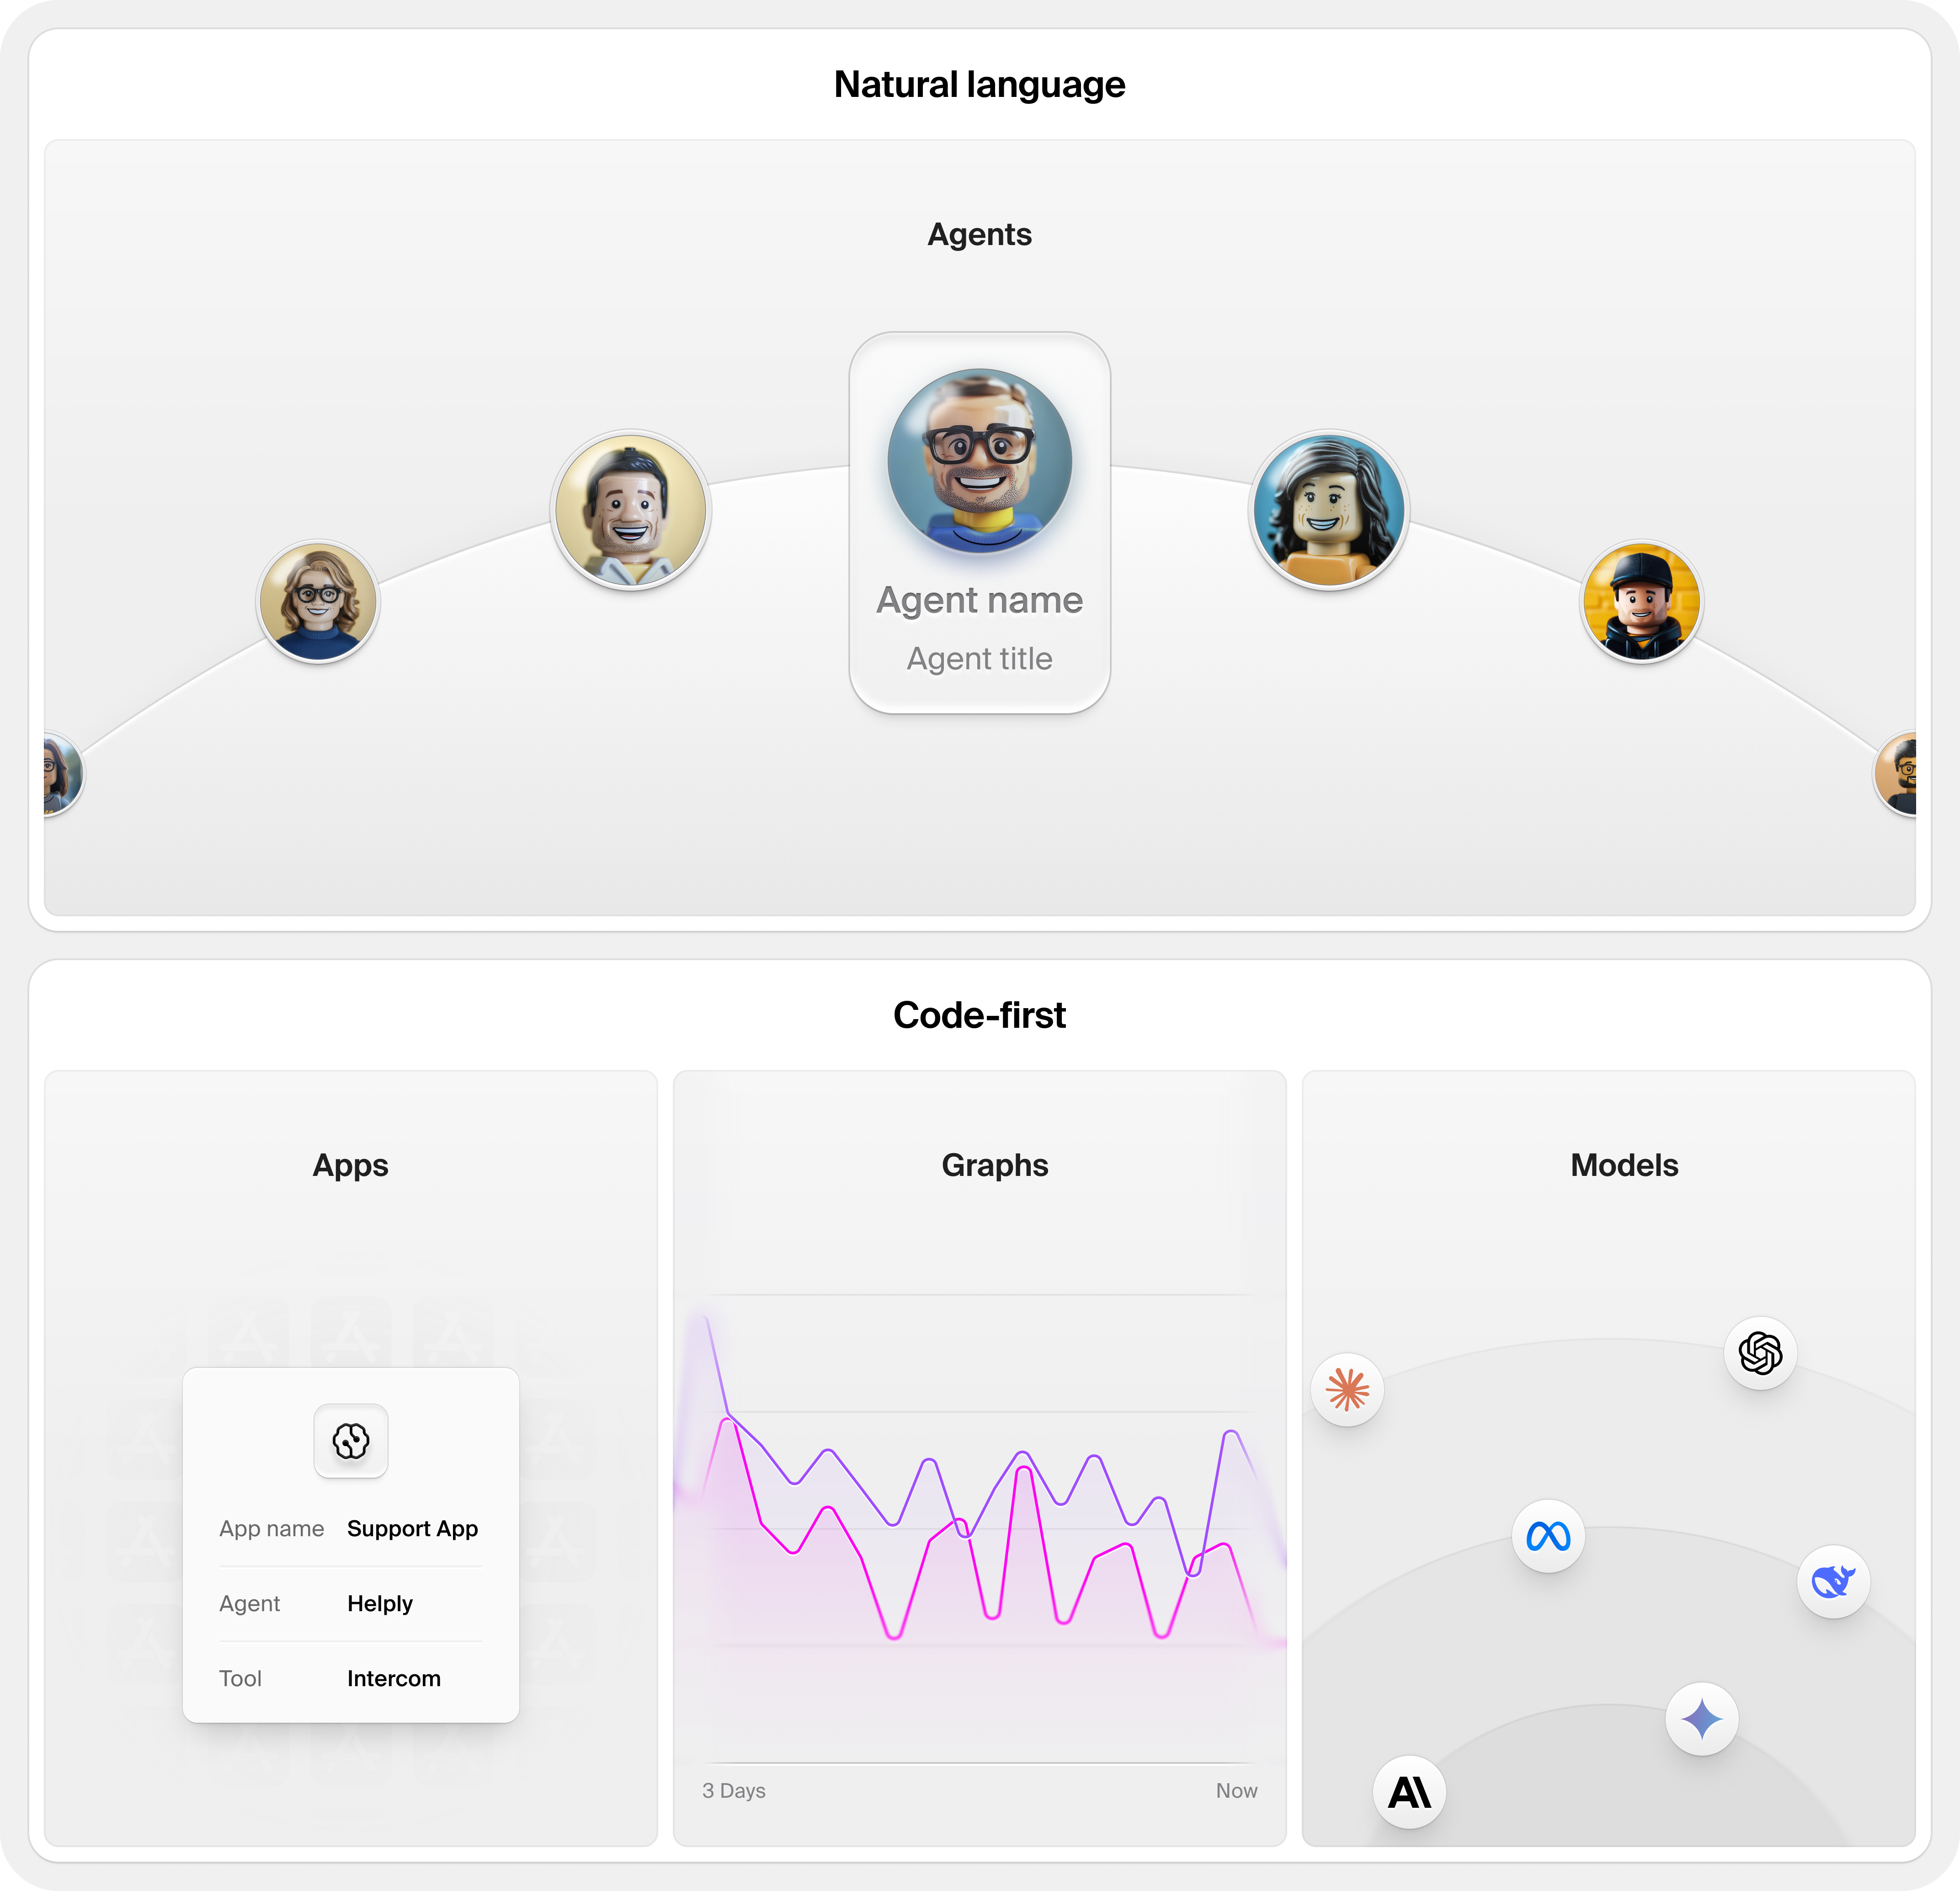 Natural language
Agents
Agent name
Agent title
Code-first
Apps
App name Support App
Agent Helply
Tool Intercom
Graphs
3 Days Now
Models
A\